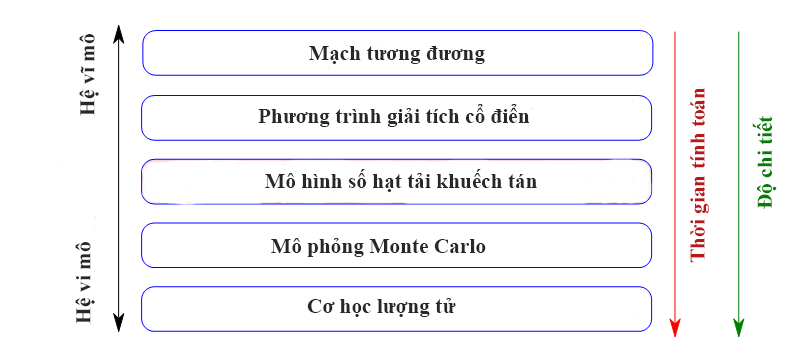 Hệ vĩ mô
Mạch tương đương
Phương trình giải tích cổ điển
Mô hình số hạt tải khuếch tán
Mô phỏng Monte Carlo
Cơ học lượng tử
Hệ vi mô
Thời gian tính toán
Độ chi tiết